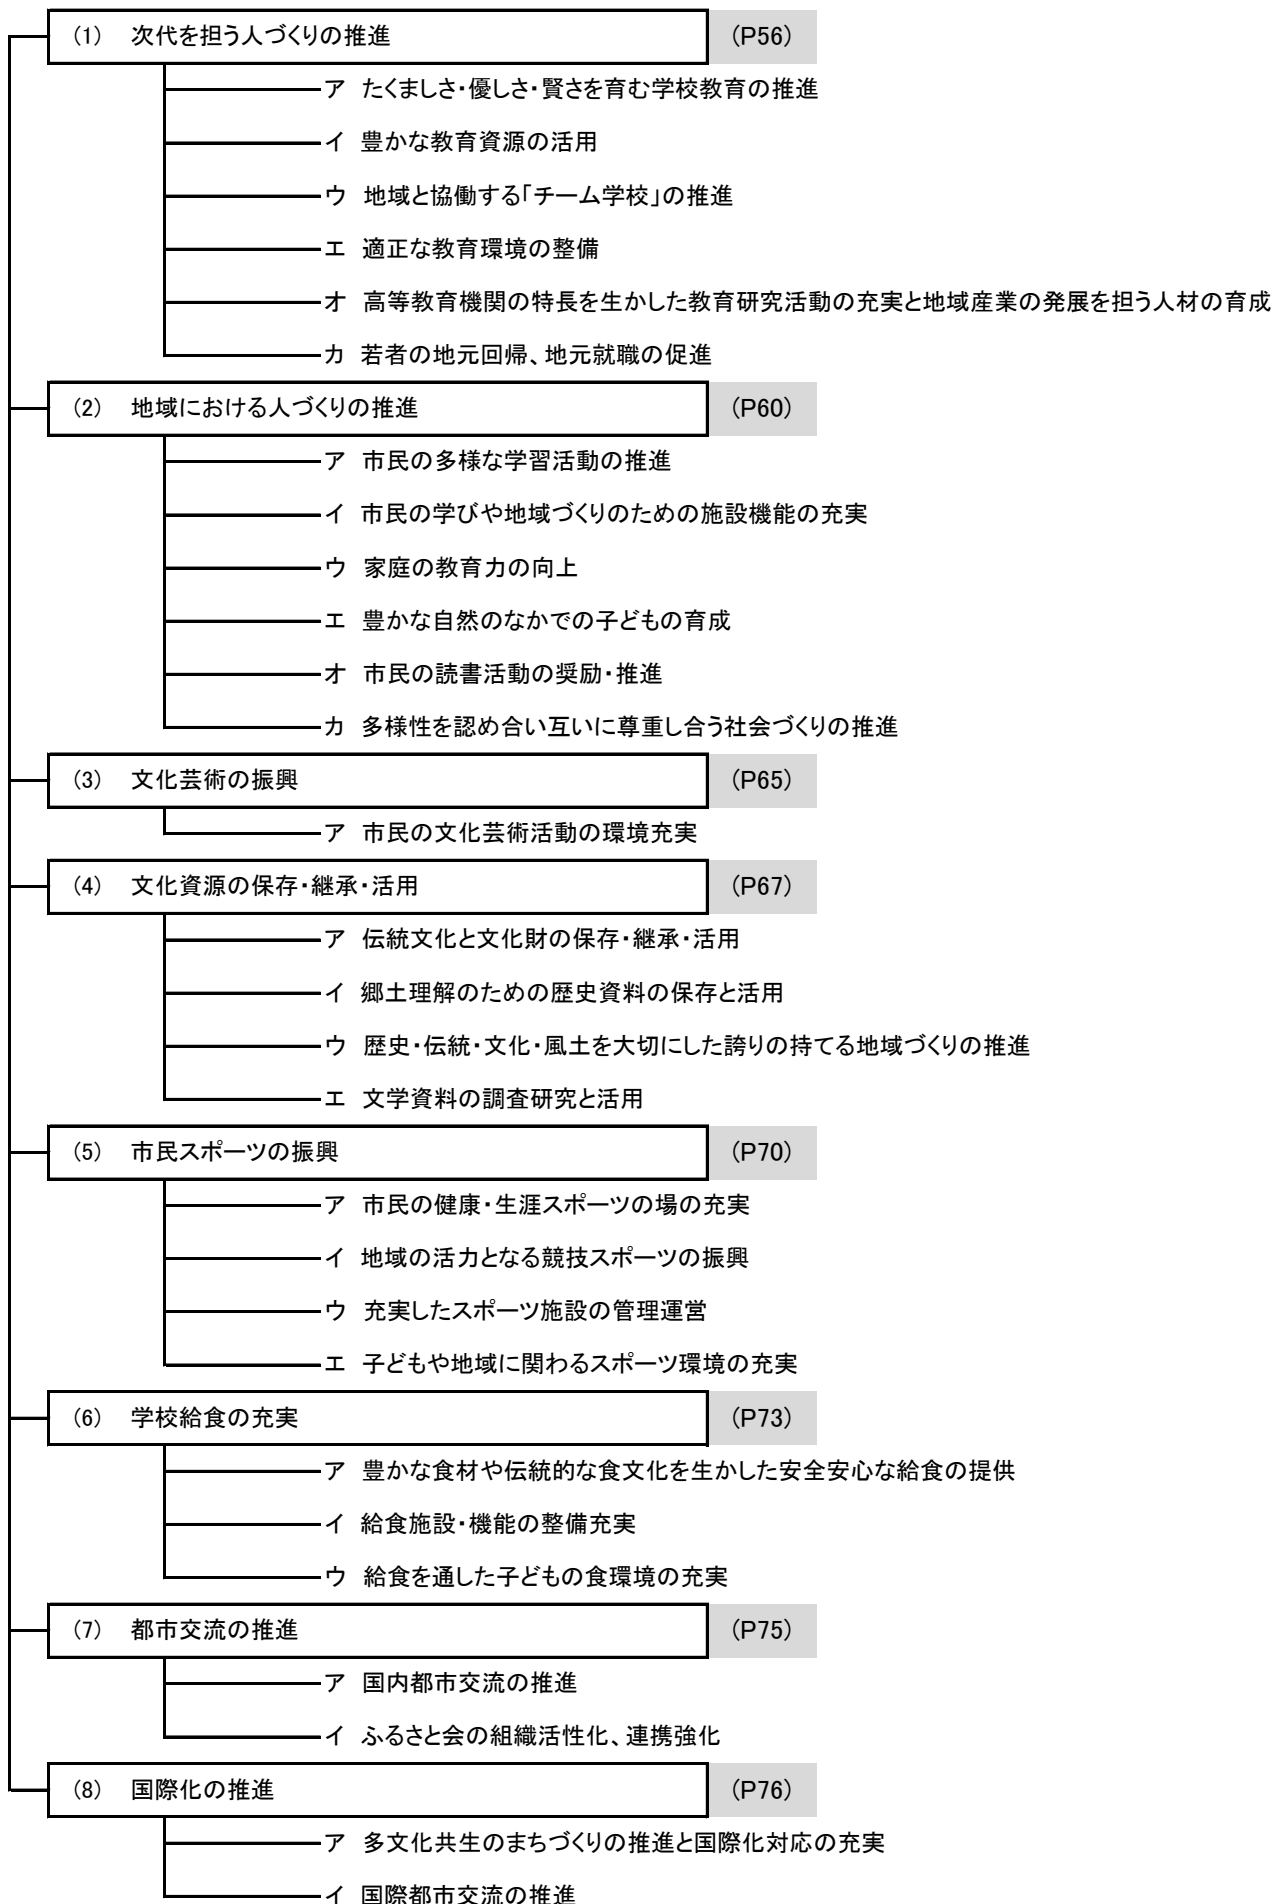 (1) 次代を担う人づくりの推進 (P56)
ア たくましさ・優しさ・賢さを育む学校教育の推進
イ 豊かな教育資源の活用
ウ 地域と協働する「チーム学校」の推進
エ 適正な教育環境の整備
オ 高等教育機関の特長を生かした教育研究活動の充実と地域産業の発展を担う人材の育成
カ 若者の地元回帰、地元就職の促進
(2) 地域における人づくりの推進 (P60)
ア 市民の多様な学習活動の推進
イ 市民の学びや地域づくりのための施設機能の充実
ウ 家庭の教育力の向上
エ 豊かな自然のなかでの子どもの育成
オ 市民の読書活動の奨励・推進
カ 多様性を認め合い互いに尊重し合う社会づくりの推進
(3) 文化芸術の振興 (P65)
ア 市民の文化芸術活動の環境充実
(4) 文化資源の保存・継承・活用 (P67)
ア 伝統文化と文化財の保存・継承・活用
イ 郷土理解のための歴史資料の保存と活用
ウ 歴史・伝統・文化・風土を大切にした誇りの持てる地域づくりの推進
エ 文学資料の調査研究と活用
(5) 市民スポーツの振興 (P70)
ア 市民の健康・生涯スポーツの場の充実
イ 地域の活力となる競技スポーツの振興
ウ 充実したスポーツ施設の管理運営
エ 子どもや地域に関わるスポーツ環境の充実
(6) 学校給食の充実 (P73)
ア 豊かな食材や伝統的な食文化を生かした安全安心な給食の提供
イ 給食施設・機能の整備充実
ウ 給食を通した子どもの食環境の充実
(7) 都市交流の推進 (P75)
ア 国内都市交流の推進
イ ふるさと会の組織活性化、連携強化
(8) 国際化の推進 (P76)
ア 多文化共生のまちづくりの推進と国際化対応の充実
イ 国際都市交流の推進